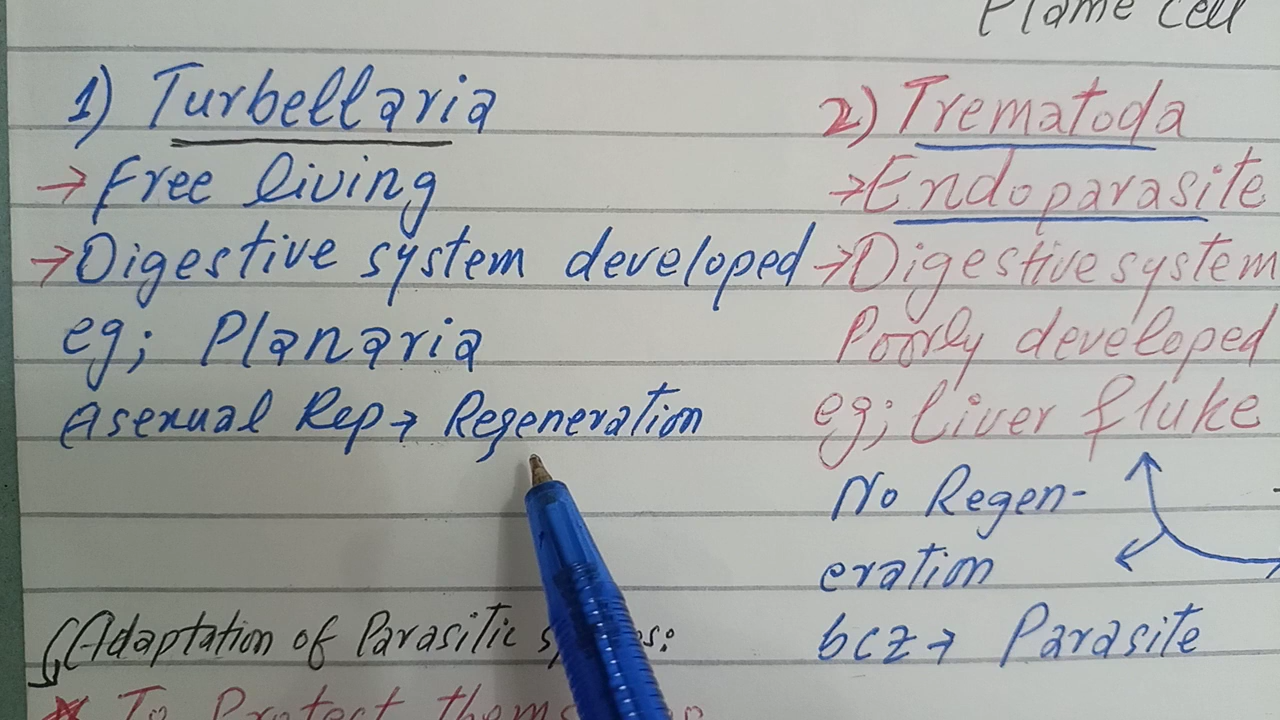 Flame cell
1) Turbellaria
→ Free living
→ Digestive system developed
eg; Planaria
Asexual Rep → Regeneration
2) Trematoda
→ Endoparasite
→ Digestive system
Poorly developed
eg; Liver fluke
No Regen-
eration
bcz → Parasite
(Adaptation of Parasitic
* To Protect